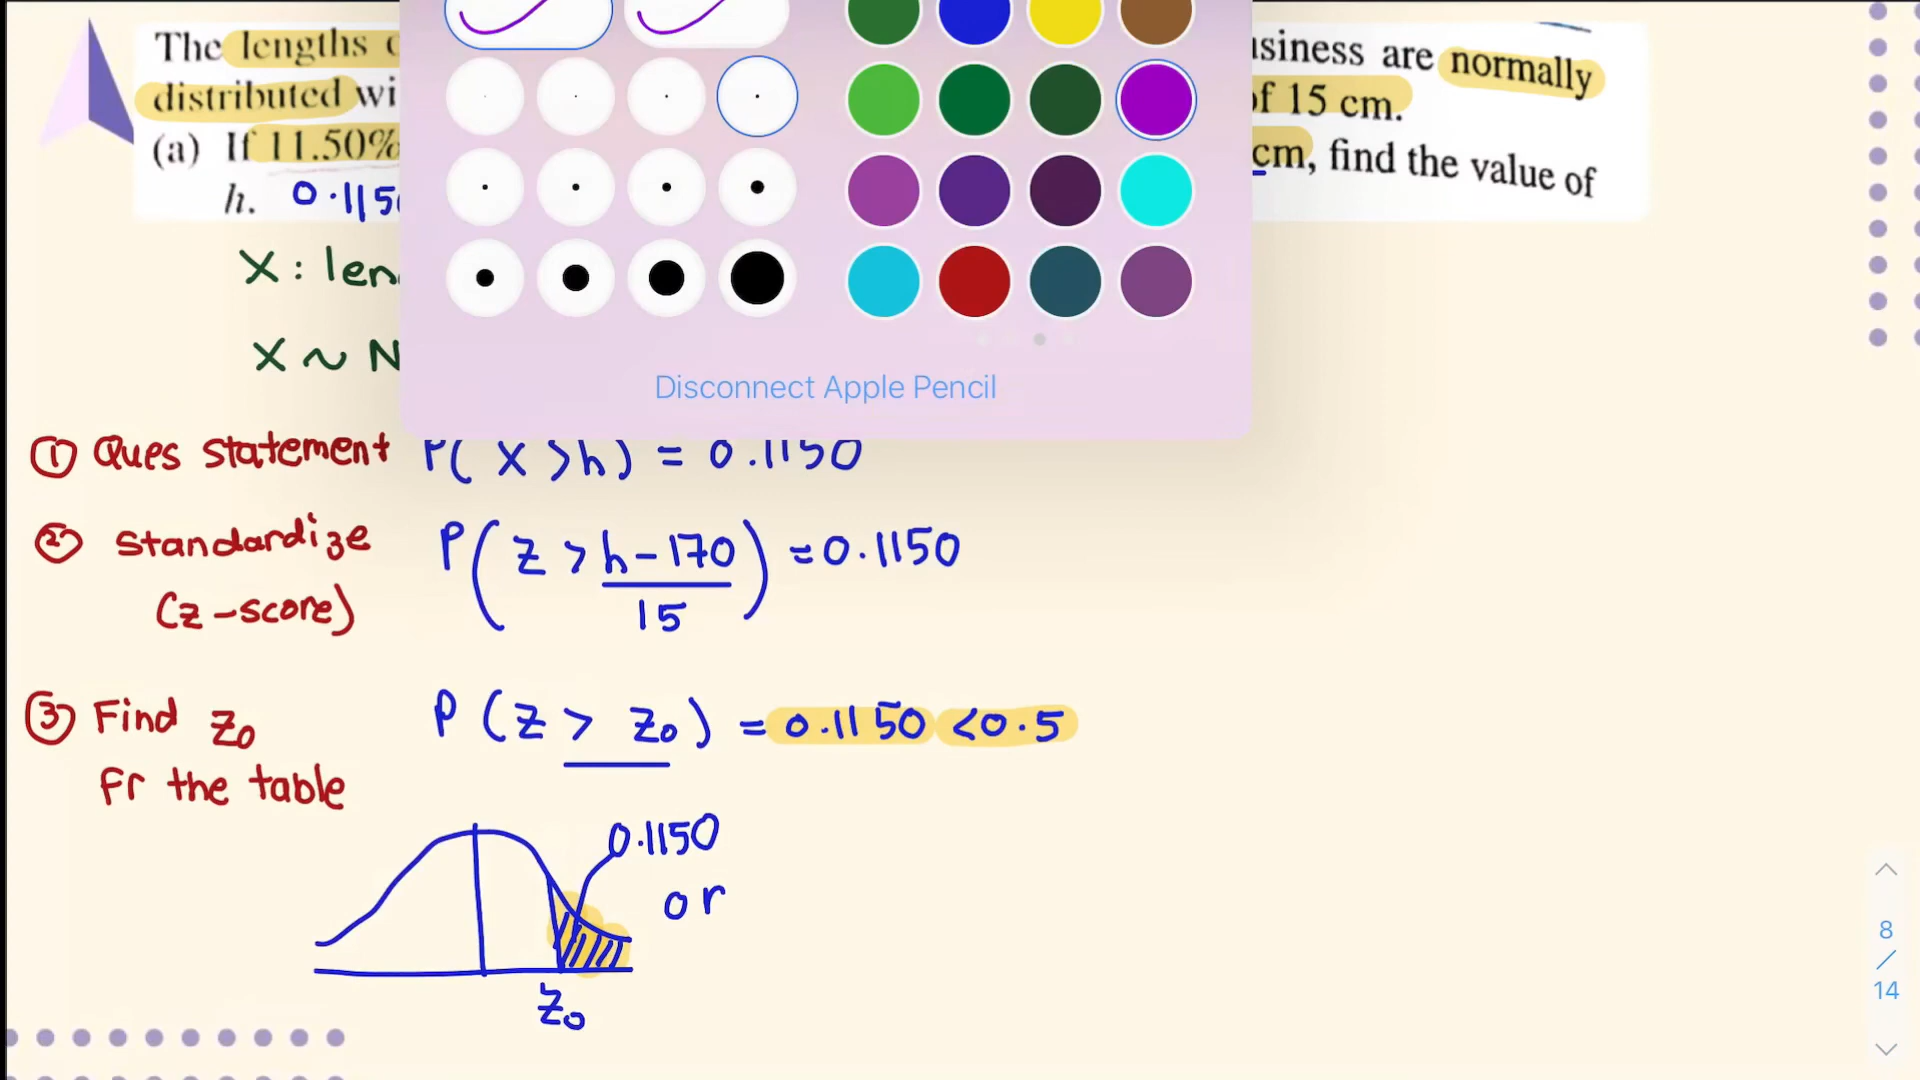 The lengths
siness are normally
distributed wi
of 15 cm.
(a) If 11.50%
cm, find the value of
h. 0.115
X : len
X ~ N
Disconnect Apple Pencil
① Ques statement P( X > h ) = 0.1150
② Standardize P( Z > h - 170 / 15 ) = 0.1150
(z-score)
③ Find z₀ P ( Z > z₀ ) = 0.1150 < 0.5
Fr the table
0.1150
or
z₀
8
/
14